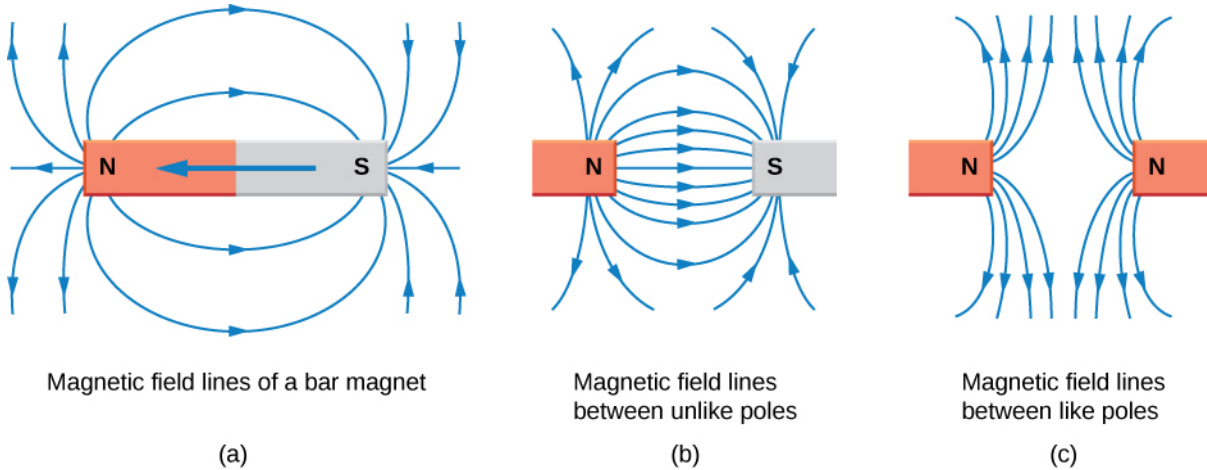 N S
N S
N N
Magnetic field lines of a bar magnet
Magnetic field lines
between unlike poles
Magnetic field lines
between like poles
(a)
(b)
(c)